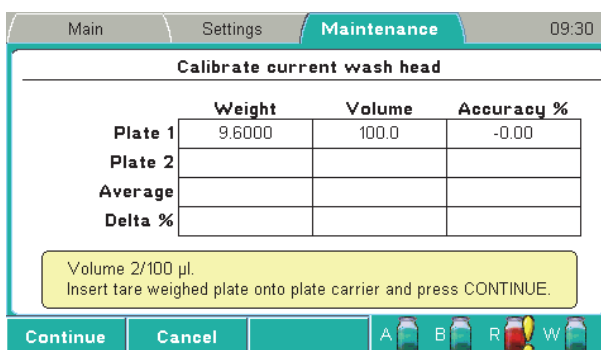 Main Settings Maintenance 09:30
Calibrate current wash head
Weight Volume Accuracy %
Plate 1 9.6000 100.0 -0.00
Plate 2
Average
Delta %
Volume 2/100 µl.
Insert tare weighed plate onto plate carrier and press CONTINUE.
Continue Cancel A B R W